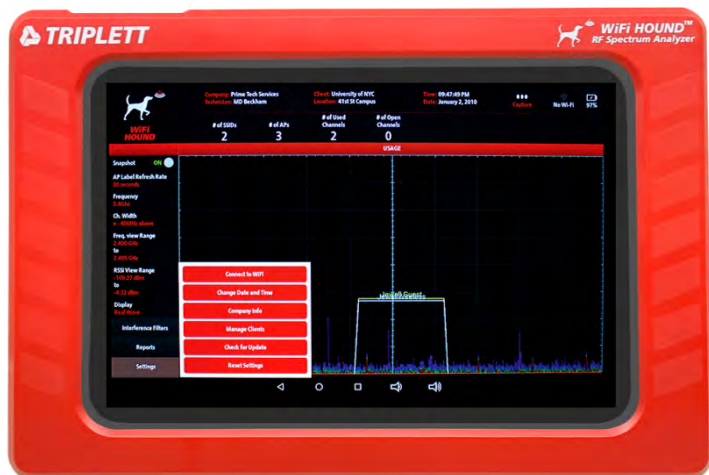 TRIPLETT
WiFi HOUND™
RF Spectrum Analyzer
WiFi
HOUND
Company: Prime Tech Services
Technician: MD Beckham
Client: University of NYC
Location: 41st St Campus
Time: 09:47:49 PM
Date: January 2, 2010
Capture
No Wi-Fi
97%
# of SSIDs
2
# of APs
3
# of Used
Channels
2
# of Open
Channels
0
USAGE
Snapshot ON
AP Label Refresh Rate
30 seconds
Frequency
2.4GHz
Ch. Width
40MHz above
Freq. view Range
2.400 GHz
to
2.495 GHz
RSSI View Range
to
Display
Real Wave
Interference Filters
Reports
Settings
Connect to WiFi
Change Date and Time
Company Info
Manage Clients
Check for Update
Reset Settings
Guest